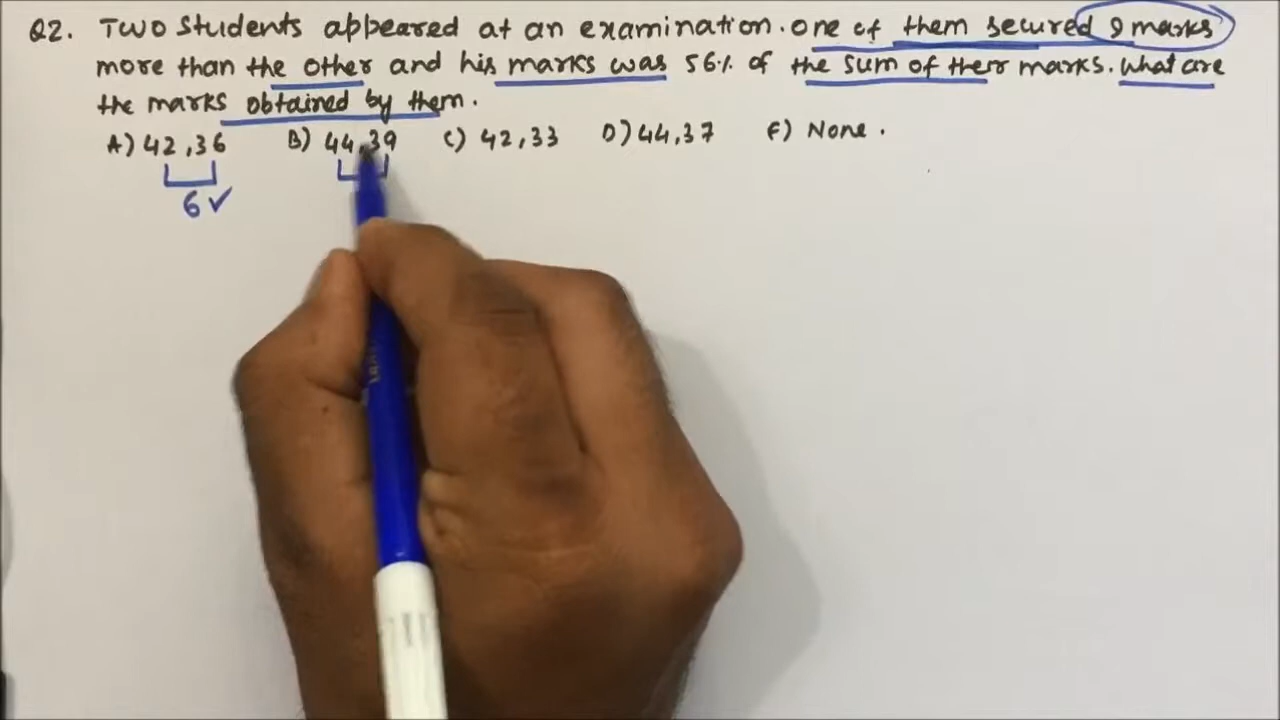 Q2. Two students appeared at an examination. one of them secured 9 marks
more than the other and his marks was 56% of the sum of their marks. What are
the marks obtained by them.
A) 42,36 B) 44,39 C) 42,33 D) 44,37 E) None.
6 ✓